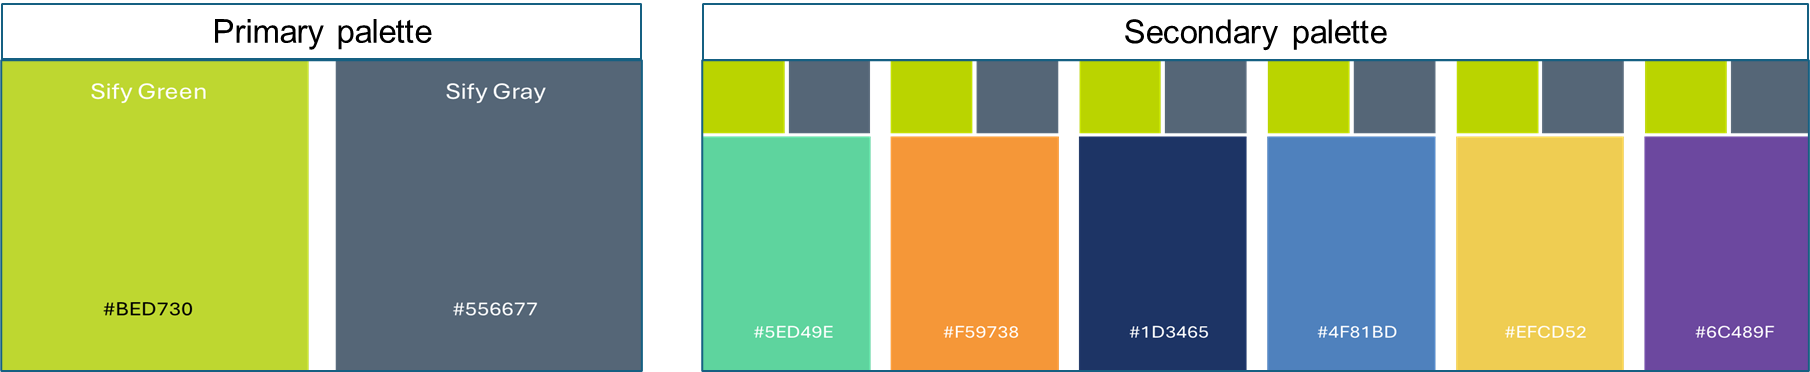 Primary palette
Sify Green
Sify Gray
#BED730
#556677
Secondary palette
#5ED49E
#F59738
#1D3465
#4F81BD
#EFCD52
#6C489F